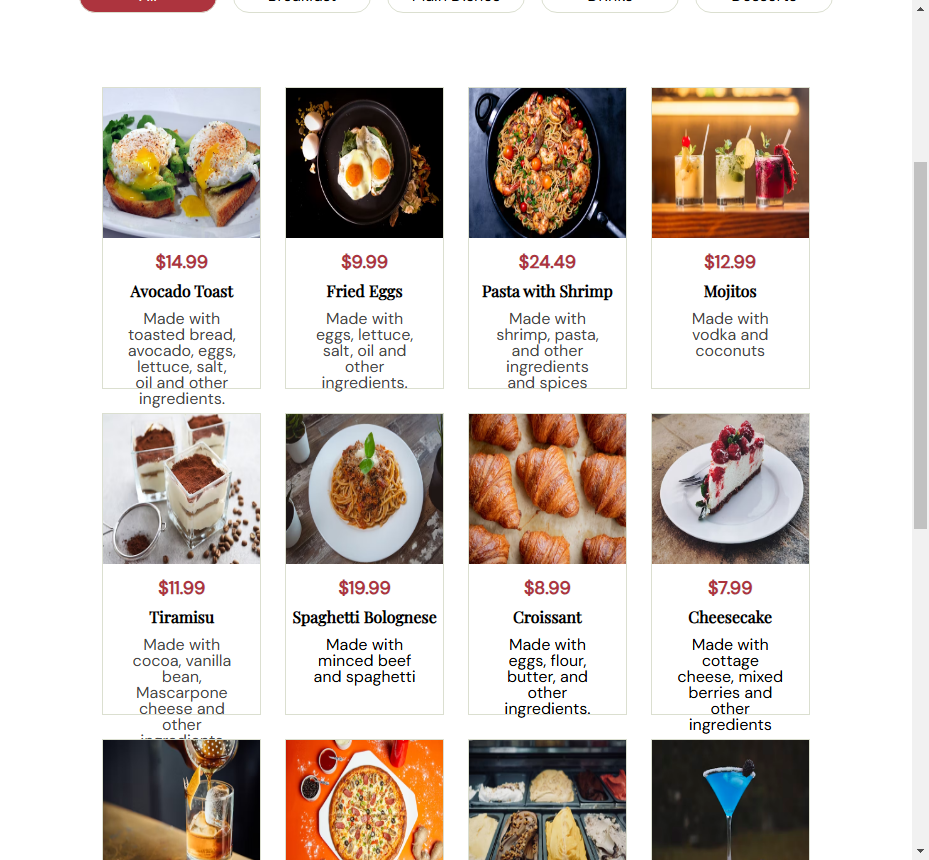 All Breakfast Main Dishes Drinks Desserts
$14.99
Avocado Toast
Made with
toasted bread,
avocado, eggs,
lettuce, salt,
oil and other
ingredients.
$9.99
Fried Eggs
Made with
eggs, lettuce,
salt, oil and
other
ingredients.
$24.49
Pasta with Shrimp
Made with
shrimp, pasta,
and other
ingredients
and spices
$12.99
Mojitos
Made with
vodka and
coconuts
$11.99
Tiramisu
Made with
cocoa, vanilla
bean,
Mascarpone
cheese and
other
ingredients
$19.99
Spaghetti Bolognese
Made with
minced beef
and spaghetti
$8.99
Croissant
Made with
eggs, flour,
butter, and
other
ingredients.
$7.99
Cheesecake
Made with
cottage
cheese, mixed
berries and
other
ingredients